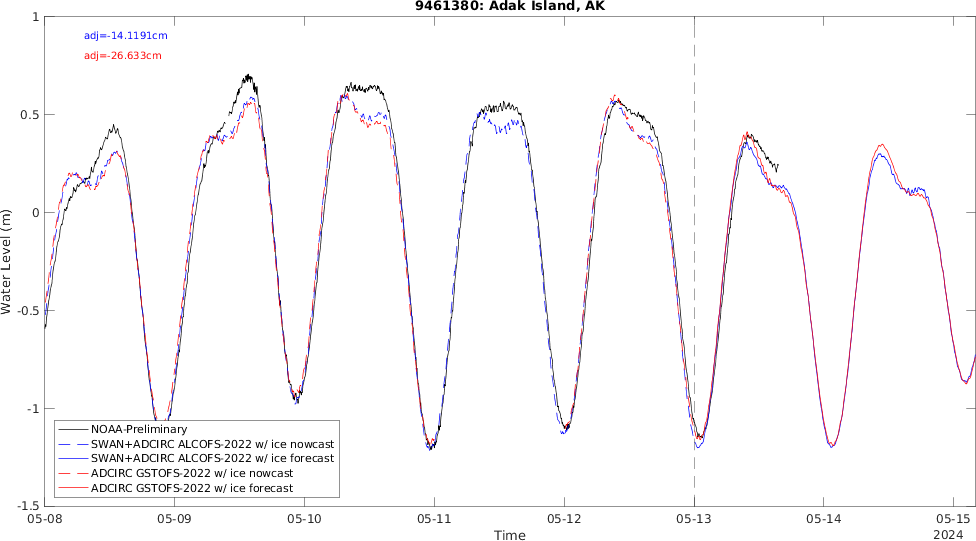 9461380: Adak Island, AK
adj=-14.1191cm
adj=-26.633cm
Water Level (m)
1
0.5
0
-0.5
-1
-1.5
NOAA-Preliminary
SWAN+ADCIRC ALCOFS-2022 w/ ice nowcast
SWAN+ADCIRC ALCOFS-2022 w/ ice forecast
ADCIRC GSTOFS-2022 w/ ice nowcast
ADCIRC GSTOFS-2022 w/ ice forecast
05-08 05-09 05-10 05-11 05-12 05-13 05-14 05-15
Time
2024